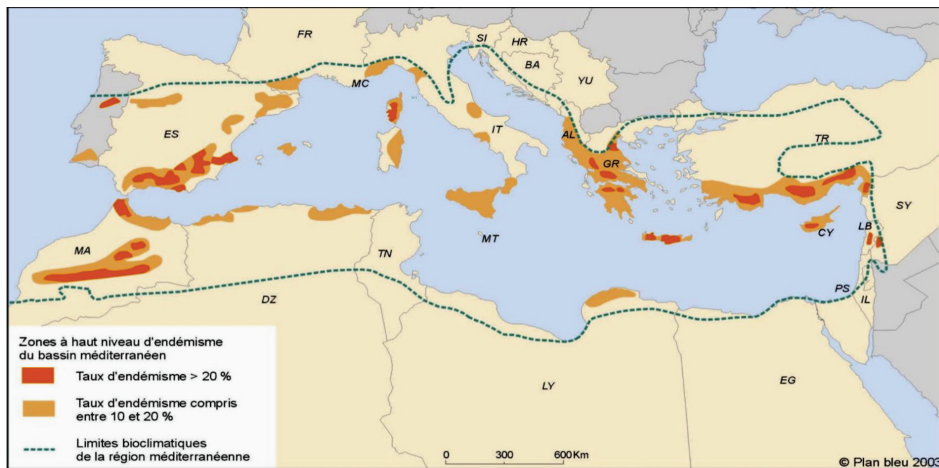 FR
SI
HR
BA
YU
MC
ES
IT
AL
GR
TR
SY
CY
LB
MA
TN
MT
PS
IL
DZ
LY
EG
Zones à haut niveau d'endémisme
du bassin méditerranéen
Taux d'endémisme > 20 %
Taux d'endémisme compris
entre 10 et 20 %
Limites bioclimatiques
de la région méditerranéenne
0 300 600 Km
© Plan bleu 2003